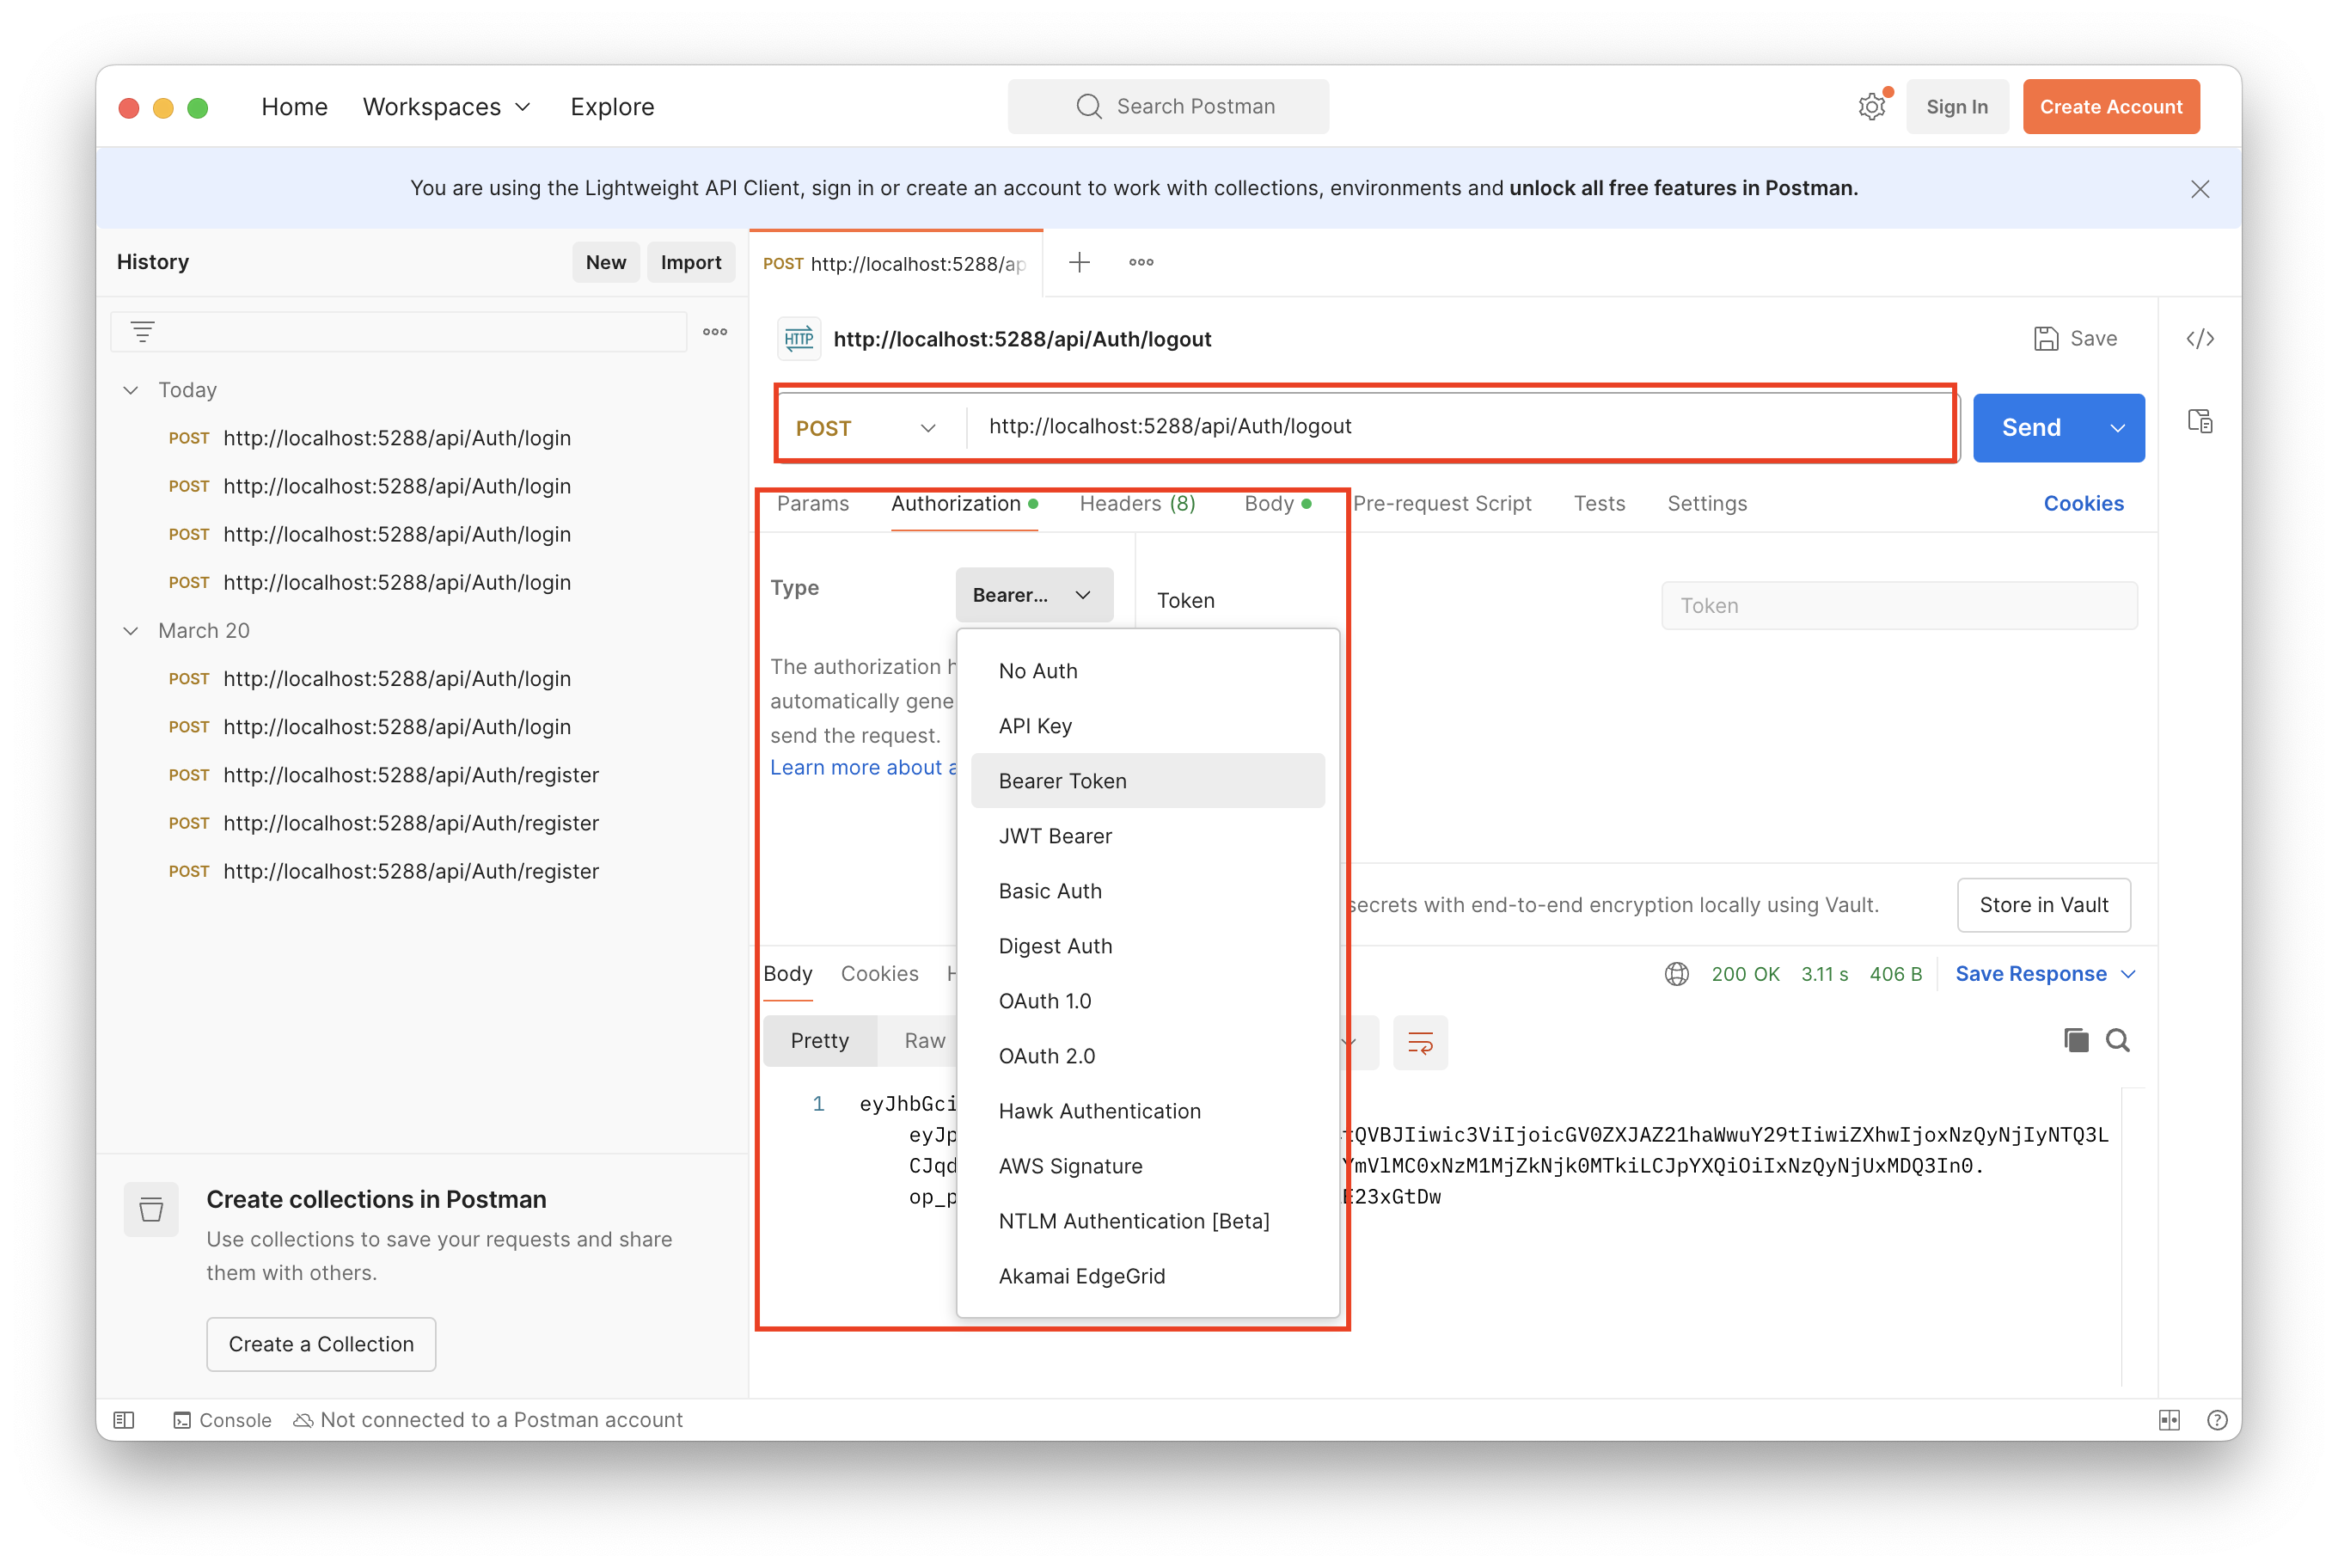 Home Workspaces Explore
Search Postman
Sign In Create Account
You are using the Lightweight API Client, sign in or create an account to work with collections, environments and unlock all free features in Postman.
History New Import
Today
POST http://localhost:5288/api/Auth/login
POST http://localhost:5288/api/Auth/login
POST http://localhost:5288/api/Auth/login
POST http://localhost:5288/api/Auth/login
March 20
POST http://localhost:5288/api/Auth/login
POST http://localhost:5288/api/Auth/login
POST http://localhost:5288/api/Auth/register
POST http://localhost:5288/api/Auth/register
POST http://localhost:5288/api/Auth/register
Create collections in Postman
Use collections to save your requests and share
them with others.
Create a Collection
POST http://localhost:5288/ap
HTTP http://localhost:5288/api/Auth/logout
Save
POST http://localhost:5288/api/Auth/logout
Send
Params Authorization Headers (8) Body Pre-request Script Tests Settings Cookies
Type Bearer... Token Token
The authorization h
automatically gene
send the request.
Learn more about a
No Auth
API Key
Bearer Token
JWT Bearer
Basic Auth
Digest Auth
OAuth 1.0
OAuth 2.0
Hawk Authentication
AWS Signature
NTLM Authentication [Beta]
Akamai EdgeGrid
secrets with end-to-end encryption locally using Vault. Store in Vault
Body Cookies H 200 OK 3.11 s 406 B Save Response
Pretty Raw
1 eyJhbGci
eyJp tQVBJIiwic3ViIjoicGV0ZXJAZ21haWwuY29tIiwiZXhwIjoxNzQyNjIyNTQ3L
CJqd YmVlMC0xNzM1MjZkNjk0MTkiLCJpYXQiOiIxNzQyNjUxMDQ3In0.
op_p E23xGtDw
Console Not connected to a Postman account